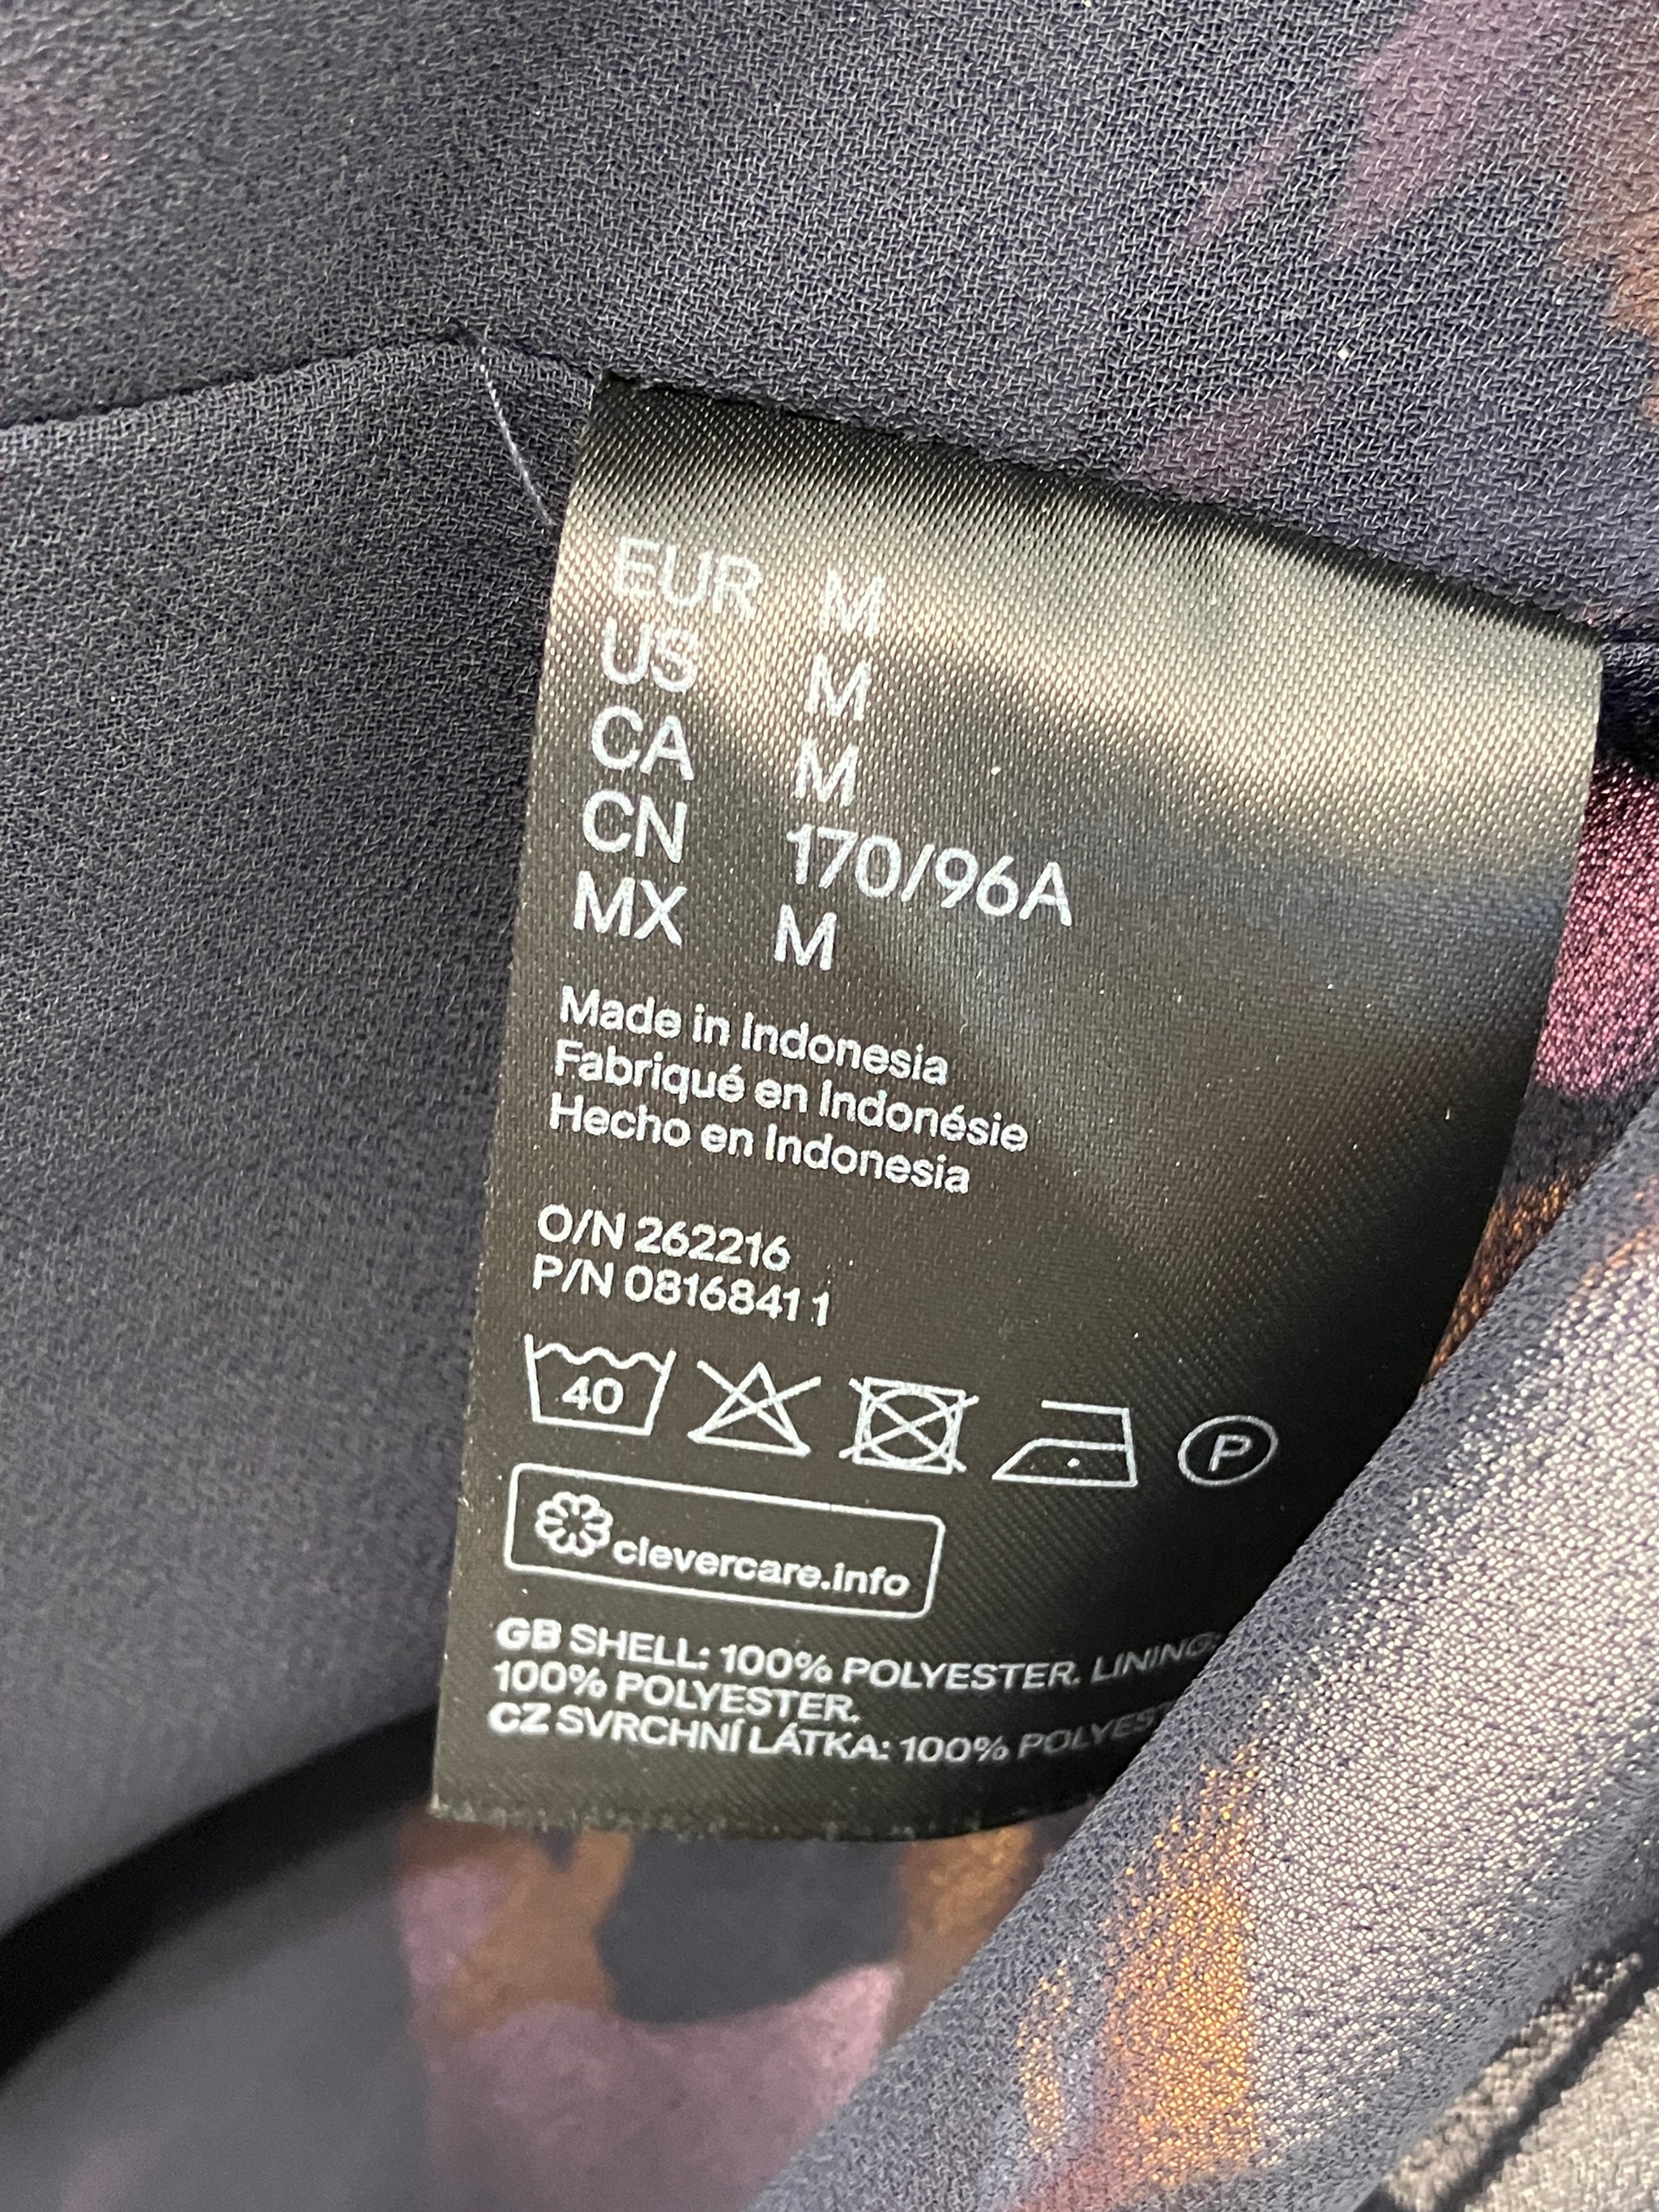 EUR M
US M
CA M
CN 170/96A
MX M
Made in Indonesia
Fabriqué en Indonésie
Hecho en Indonesia
O/N 262216
P/N 0816841 1
40
P
clevercare.info
GB SHELL: 100% POLYESTER. LINING:
100% POLYESTER.
CZ SVRCHNÍ LÁTKA: 100% POLYES